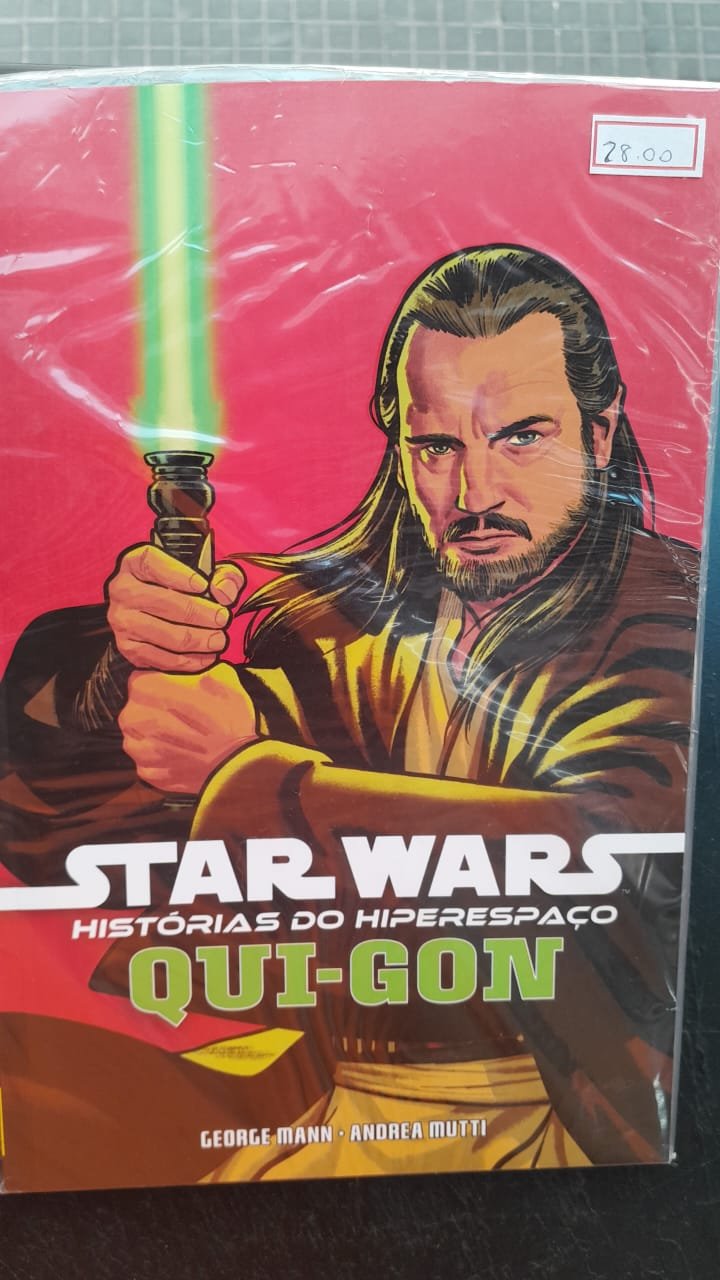 28.00
STAR WARS
HISTÓRIAS DO HIPERESPAÇO
QUI-GON
GEORGE MANN • ANDREA MUTTI